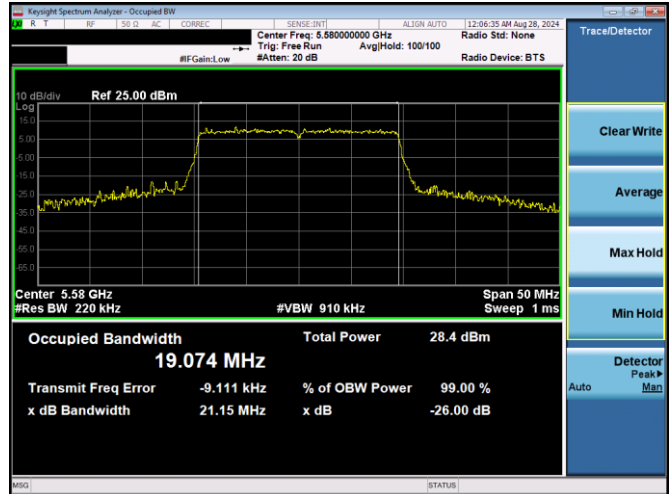 Keysight Spectrum Analyzer - Occupied BW
LXI R T RF 50 Ω AC CORREC SENSE:INT ALIGN AUTO 12:06:35 AM Aug 28, 2024
Center Freq: 5.580000000 GHz Radio Std: None
Trig: Free Run Avg|Hold: 100/100
#IFGain:Low #Atten: 20 dB Radio Device: BTS
Trace/Detector
10 dB/div Ref 25.00 dBm
Log
15.0
5.00
-5.00
-15.0
-25.0
-35.0
-45.0
-55.0
-65.0
Center 5.58 GHz Span 50 MHz
#Res BW 220 kHz #VBW 910 kHz Sweep 1 ms
Occupied Bandwidth Total Power 28.4 dBm
19.074 MHz
Transmit Freq Error -9.111 kHz % of OBW Power 99.00 %
x dB Bandwidth 21.15 MHz x dB -26.00 dB
Clear Write
Average
Max Hold
Min Hold
Detector
Peak▶
Auto Man
MSG STATUS